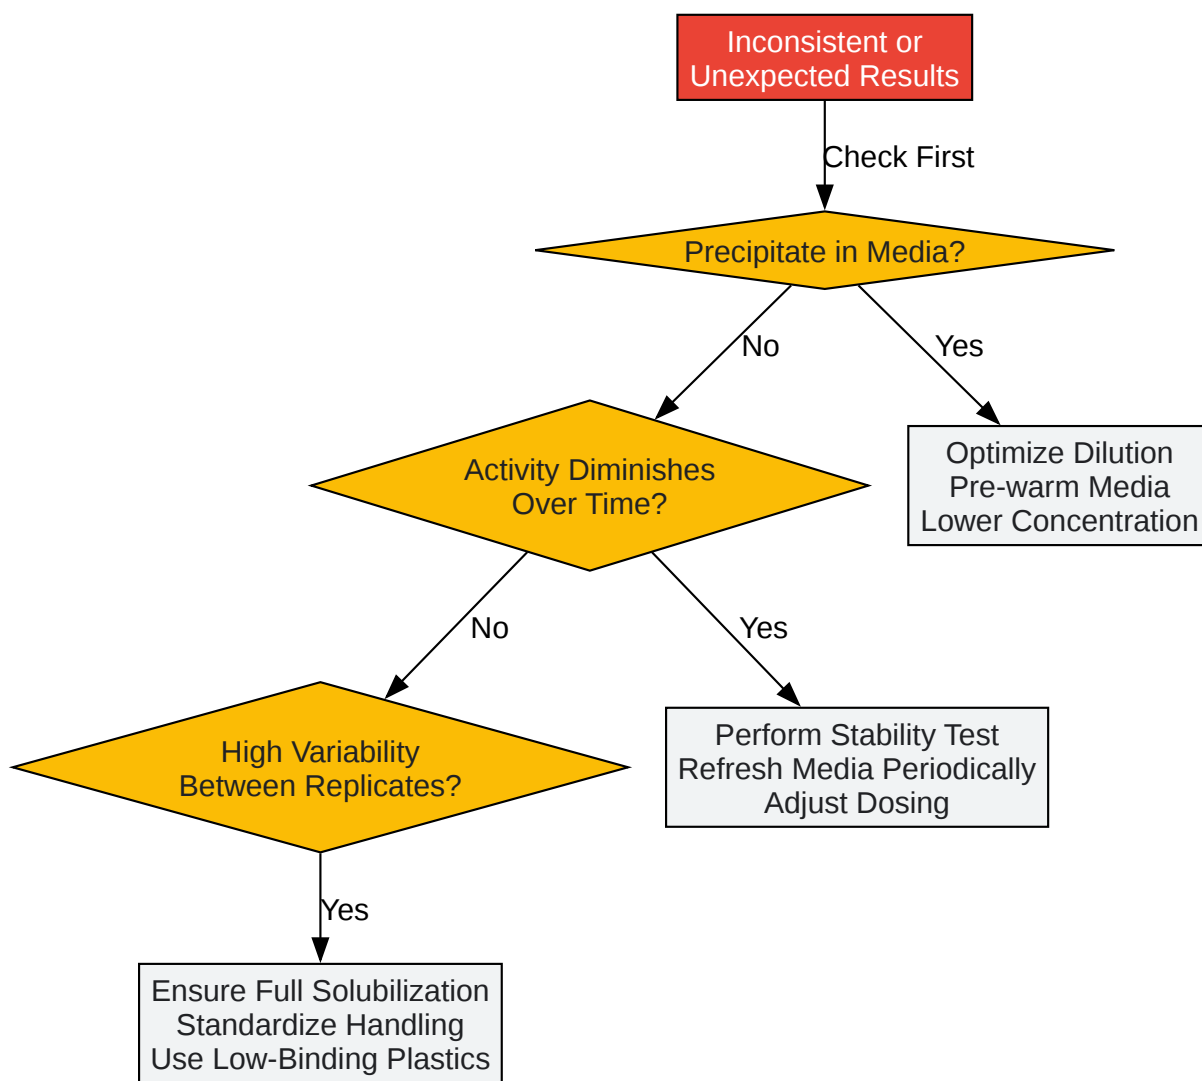 Inconsistent or
Unexpected Results
Check First
Precipitate in Media?
No
Yes
Activity Diminishes
Over Time?
Optimize Dilution
Pre-warm Media
Lower Concentration
No
Yes
High Variability
Between Replicates?
Perform Stability Test
Refresh Media Periodically
Adjust Dosing
Yes
Ensure Full Solubilization
Standardize Handling
Use Low-Binding Plastics